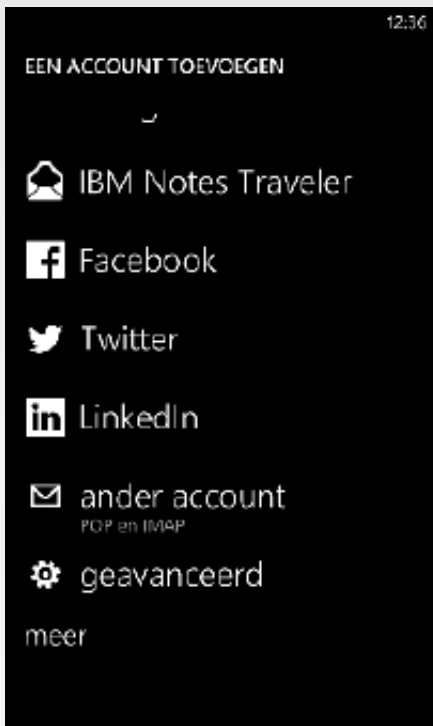 12:36
EEN ACCOUNT TOEVOEGEN
IBM Notes Traveler
Facebook
Twitter
LinkedIn
ander account
POP en IMAP
geavanceerd
meer